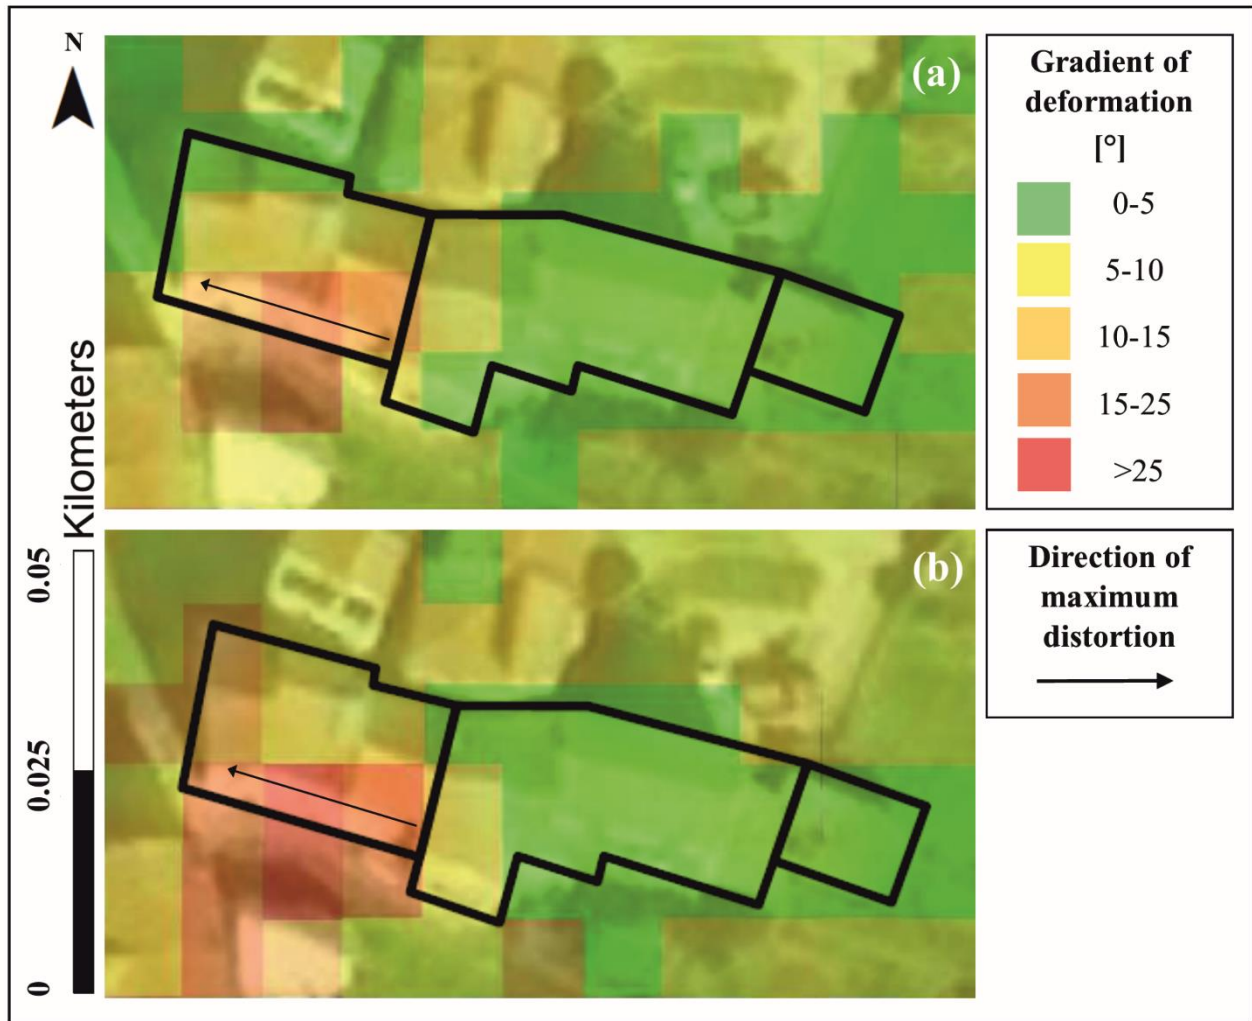 N
(a)
Gradient of
deformation
[°]
0-5
5-10
10-15
15-25
>25
Kilometers
0.05
0.025
0
(b)
Direction of
maximum
distortion